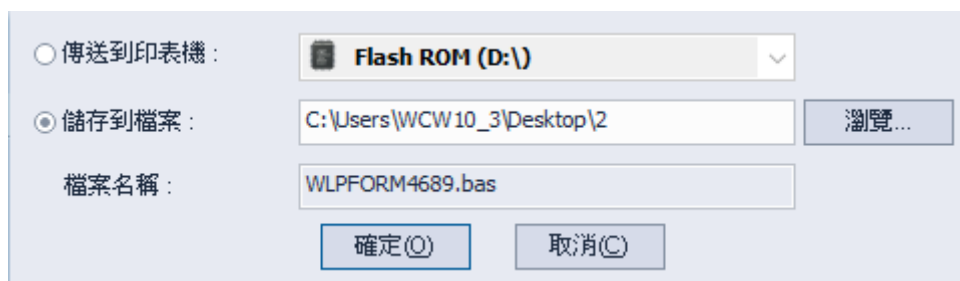 傳送到印表機：
Flash ROM (D:\)
儲存到檔案：
C:\Users\WCW10_3\Desktop\2
瀏覽...
檔案名稱：
WLPFORM4689.bas
確定(O)
取消(C)